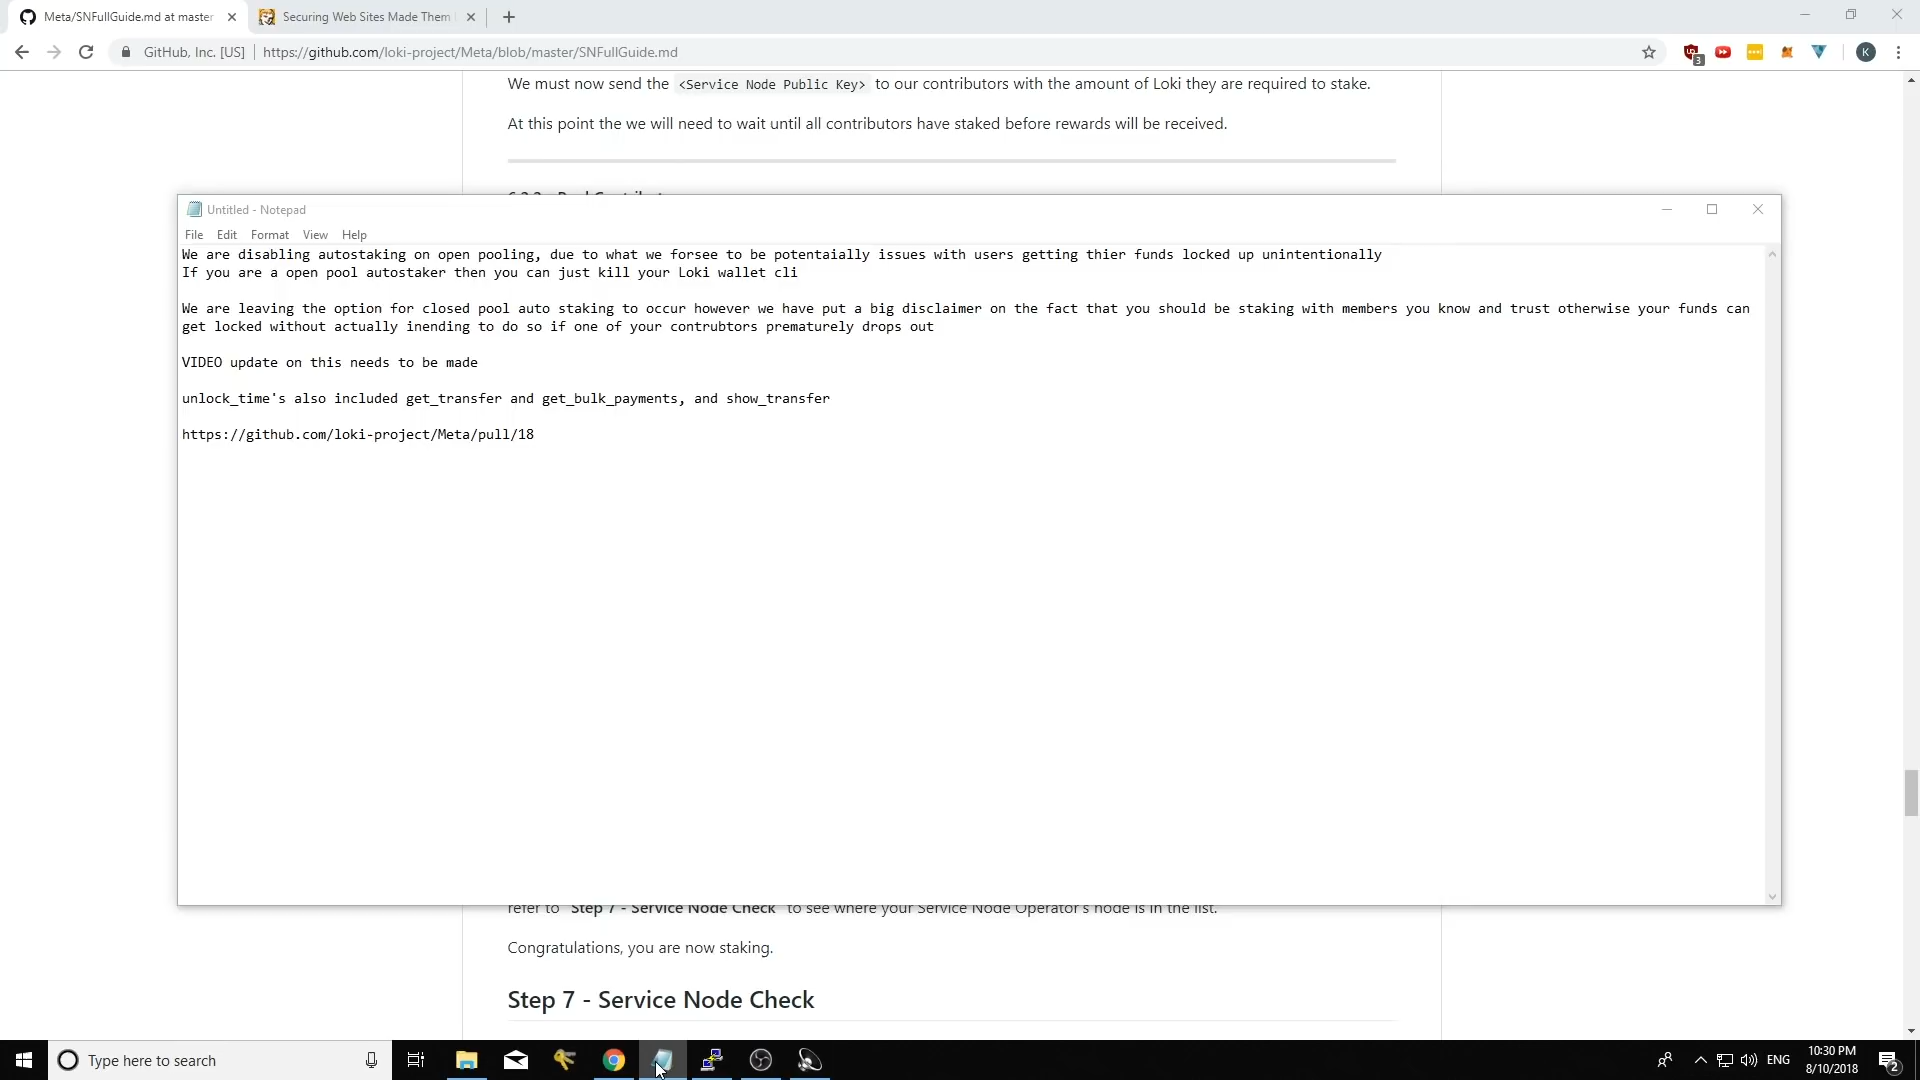 Meta/SNFullGuide.md at master
Securing Web Sites Made Them
GitHub, Inc. [US] https://github.com/loki-project/Meta/blob/master/SNFullGuide.md
3
K
We must now send the <Service Node Public Key> to our contributors with the amount of Loki they are required to stake.
At this point the we will need to wait until all contributors have staked before rewards will be received.
Untitled - Notepad
File Edit Format View Help
We are disabling autostaking on open pooling, due to what we forsee to be potentaially issues with users getting thier funds locked up unintentionally
If you are a open pool autostaker then you can just kill your Loki wallet cli
We are leaving the option for closed pool auto staking to occur however we have put a big disclaimer on the fact that you should be staking with members you know and trust otherwise your funds can
get locked without actually inending to do so if one of your contrubtors prematurely drops out
VIDEO update on this needs to be made
unlock_time's also included get_transfer and get_bulk_payments, and show_transfer
https://github.com/loki-project/Meta/pull/18
refer to "Step 7 - Service Node Check" to see where your Service Node Operator's node is in the list.
Congratulations, you are now staking.
Step 7 - Service Node Check
Type here to search
ENG
10:30 PM
8/10/2018
2